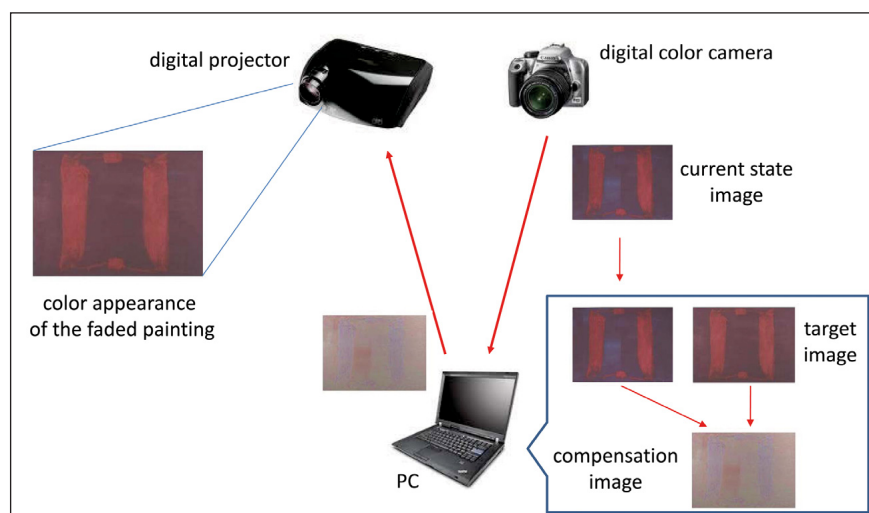 digital projector
digital color camera
current state
image
color appearance
of the faded painting
target
image
compensation
image
PC